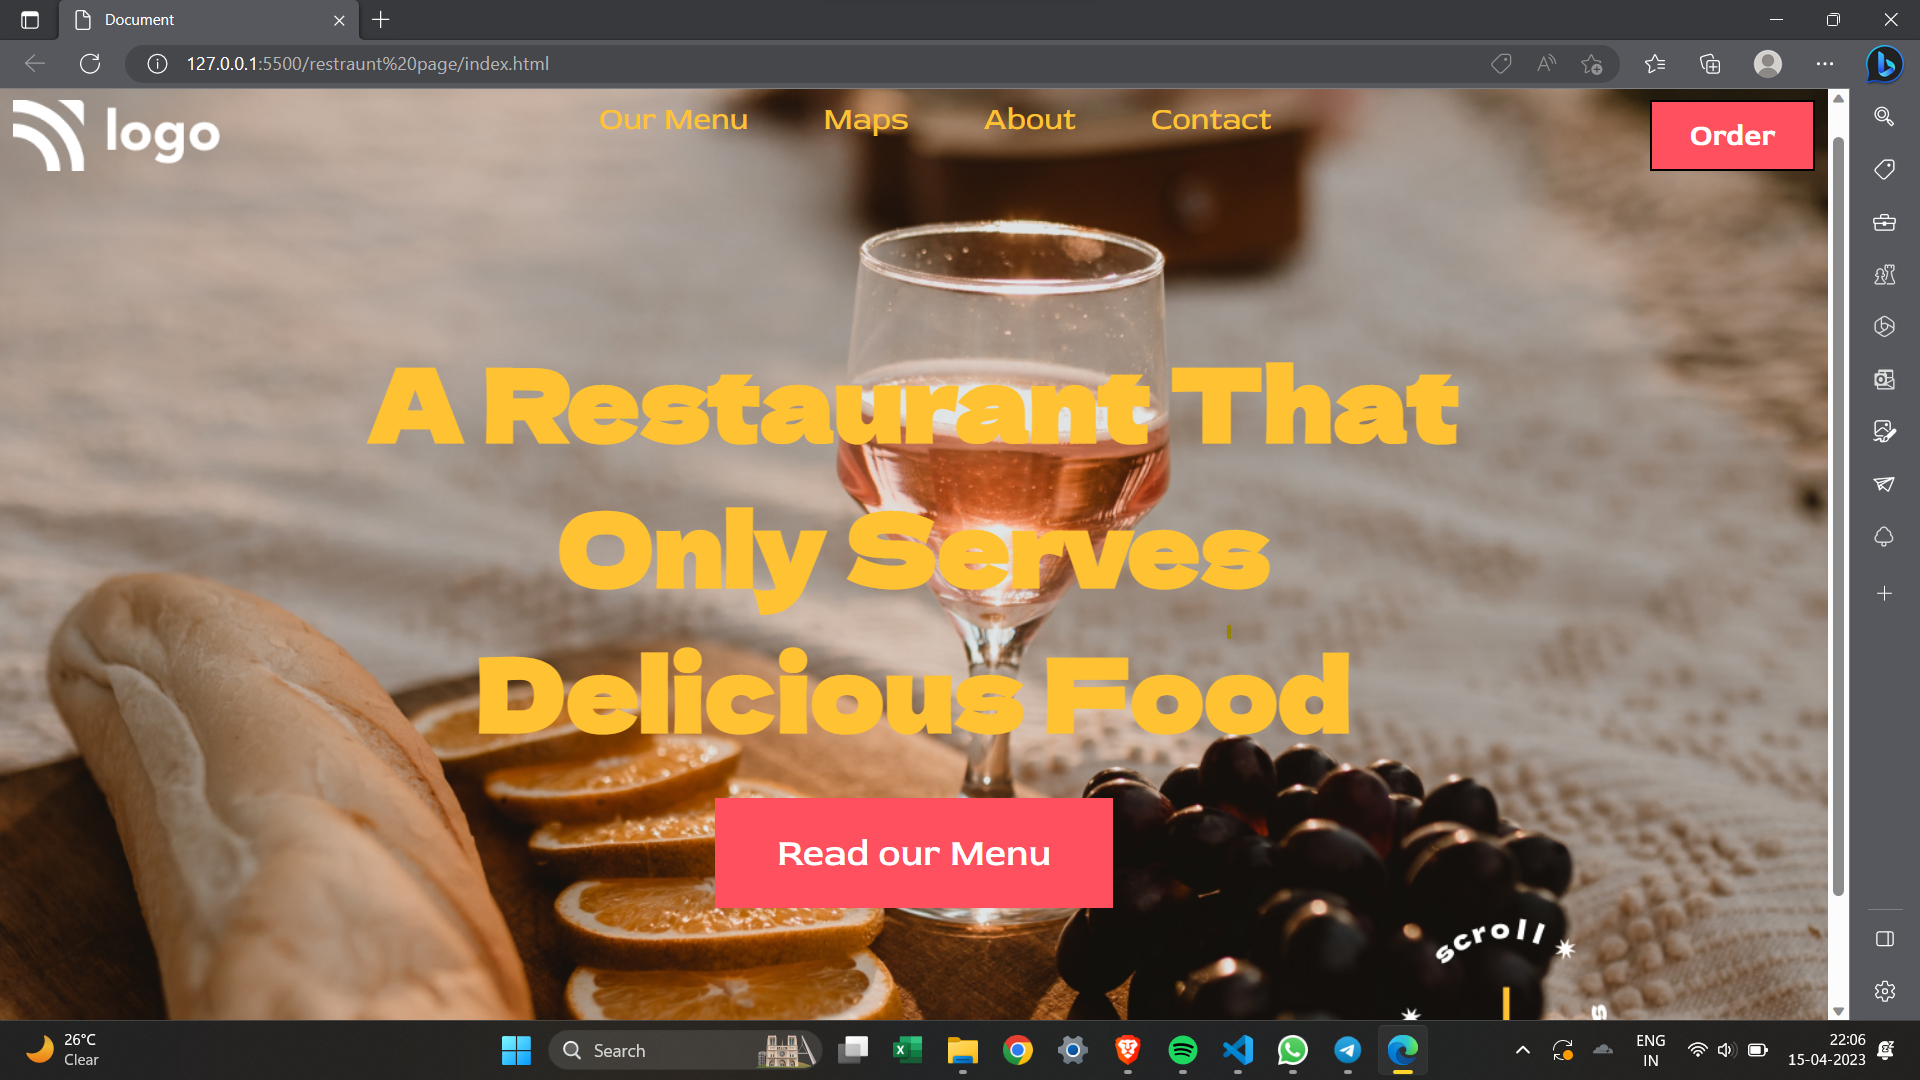 Document
127.0.0.1:5500/restraunt%20page/index.html
logo
Our Menu
Maps
About
Contact
Order
A Restaurant That
Only Serves
Delicious Food
Read our Menu
scroll
s
26°C
Clear
Search
ENG
IN
22:06
15-04-2023